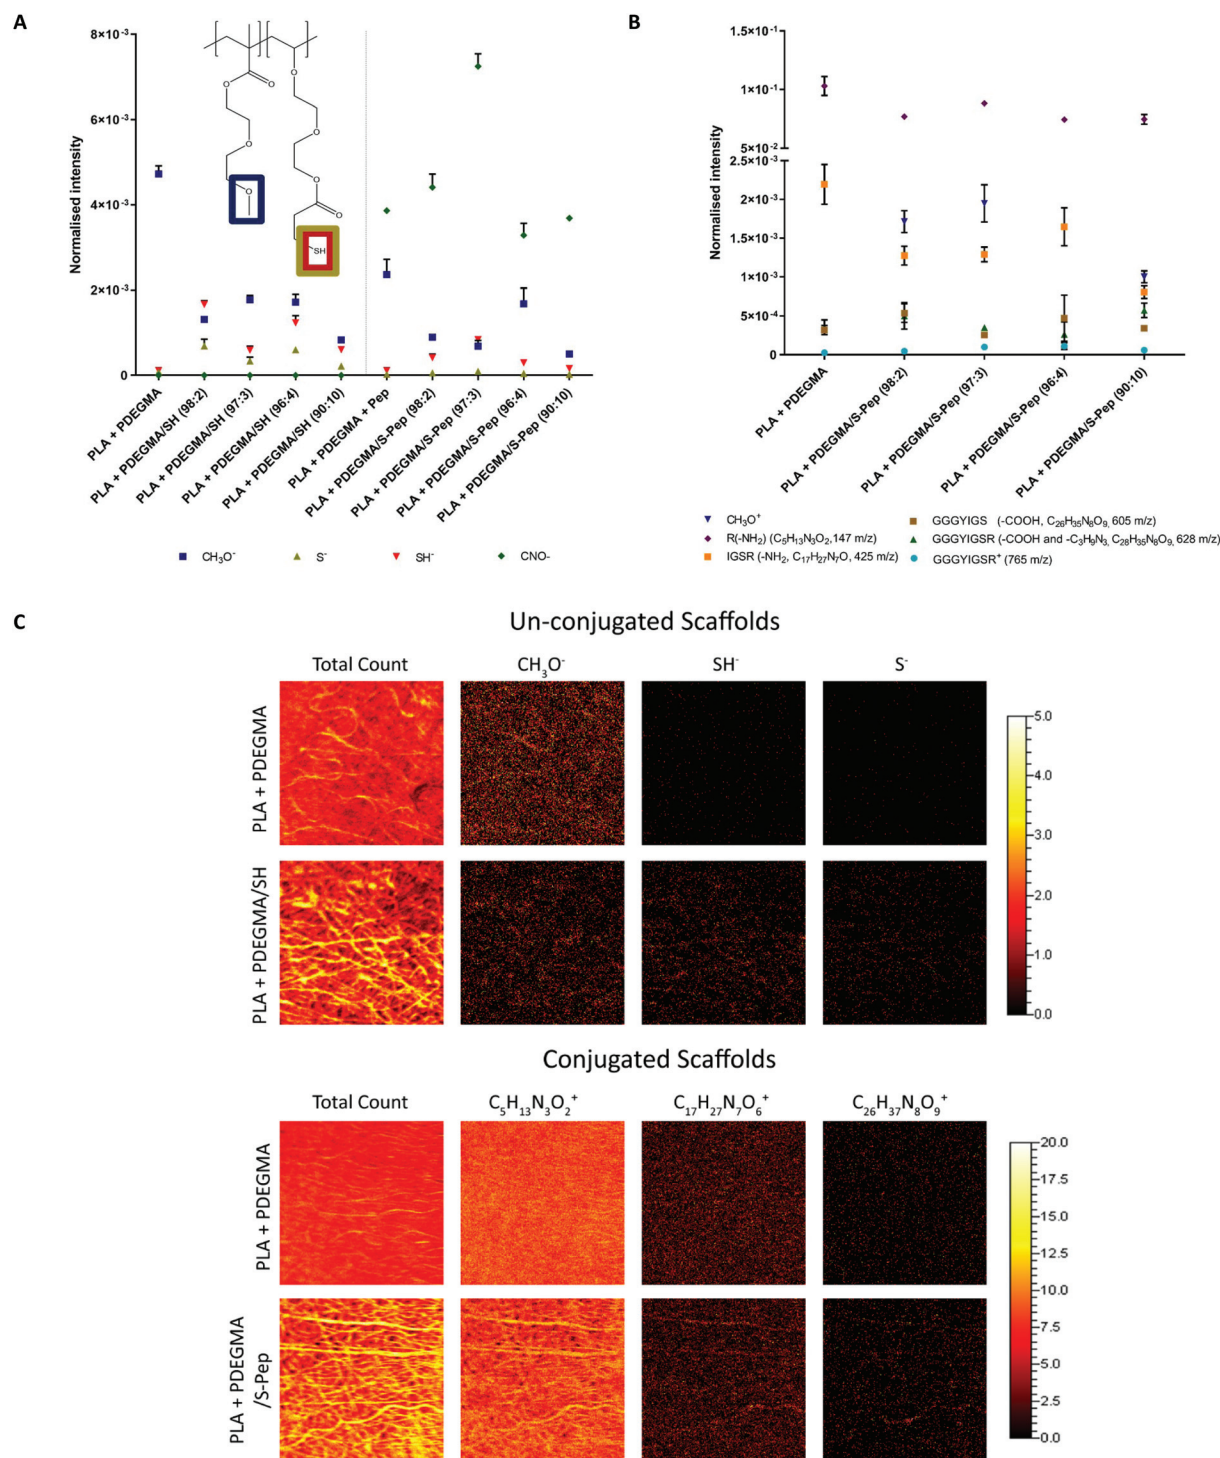 A
8×10-3
6×10-3
4×10-3
2×10-3
0
Normalised intensity
O
O
O
O
O
O
O
O
SH
PLA + PDEGMA
PLA + PDEGMA/SH (98:2)
PLA + PDEGMA/SH (97:3)
PLA + PDEGMA/SH (96:4)
PLA + PDEGMA/SH (90:10)
PLA + PDEGMA + Pep
PLA + PDEGMA/S-Pep (98:2)
PLA + PDEGMA/S-Pep (97:3)
PLA + PDEGMA/S-Pep (96:4)
PLA + PDEGMA/S-Pep (90:10)
CH3O- S- SH- CNO-
B
1.5×10-1
1×10-1
5×10-2
2.5×10-3
2×10-3
1.5×10-3
1×10-3
5×10-4
0
Normalised intensity
PLA + PDEGMA
PLA + PDEGMA/S-Pep (98:2)
PLA + PDEGMA/S-Pep (97:3)
PLA + PDEGMA/S-Pep (96:4)
PLA + PDEGMA/S-Pep (90:10)
CH3O+
R(-NH2) (C5H13N3O2,147 m/z)
IGSR (-NH2, C17H27N7O, 425 m/z)
GGGYIGS (-COOH, C26H35N8O9, 605 m/z)
GGGYIGSR (-COOH and -C3H9N3, C28H35N8O9, 628 m/z)
GGGYIGSR+ (765 m/z)
C
Un-conjugated Scaffolds
Total Count CH3O- SH- S-
PLA + PDEGMA
PLA + PDEGMA/SH
5.0
4.0
3.0
2.0
1.0
0.0
Conjugated Scaffolds
Total Count C5H13N3O2+ C17H27N7O6+ C26H37N8O9+
PLA + PDEGMA
PLA + PDEGMA
/S-Pep
20.0
17.5
15.0
12.5
10.0
7.5
5.0
2.5
0.0